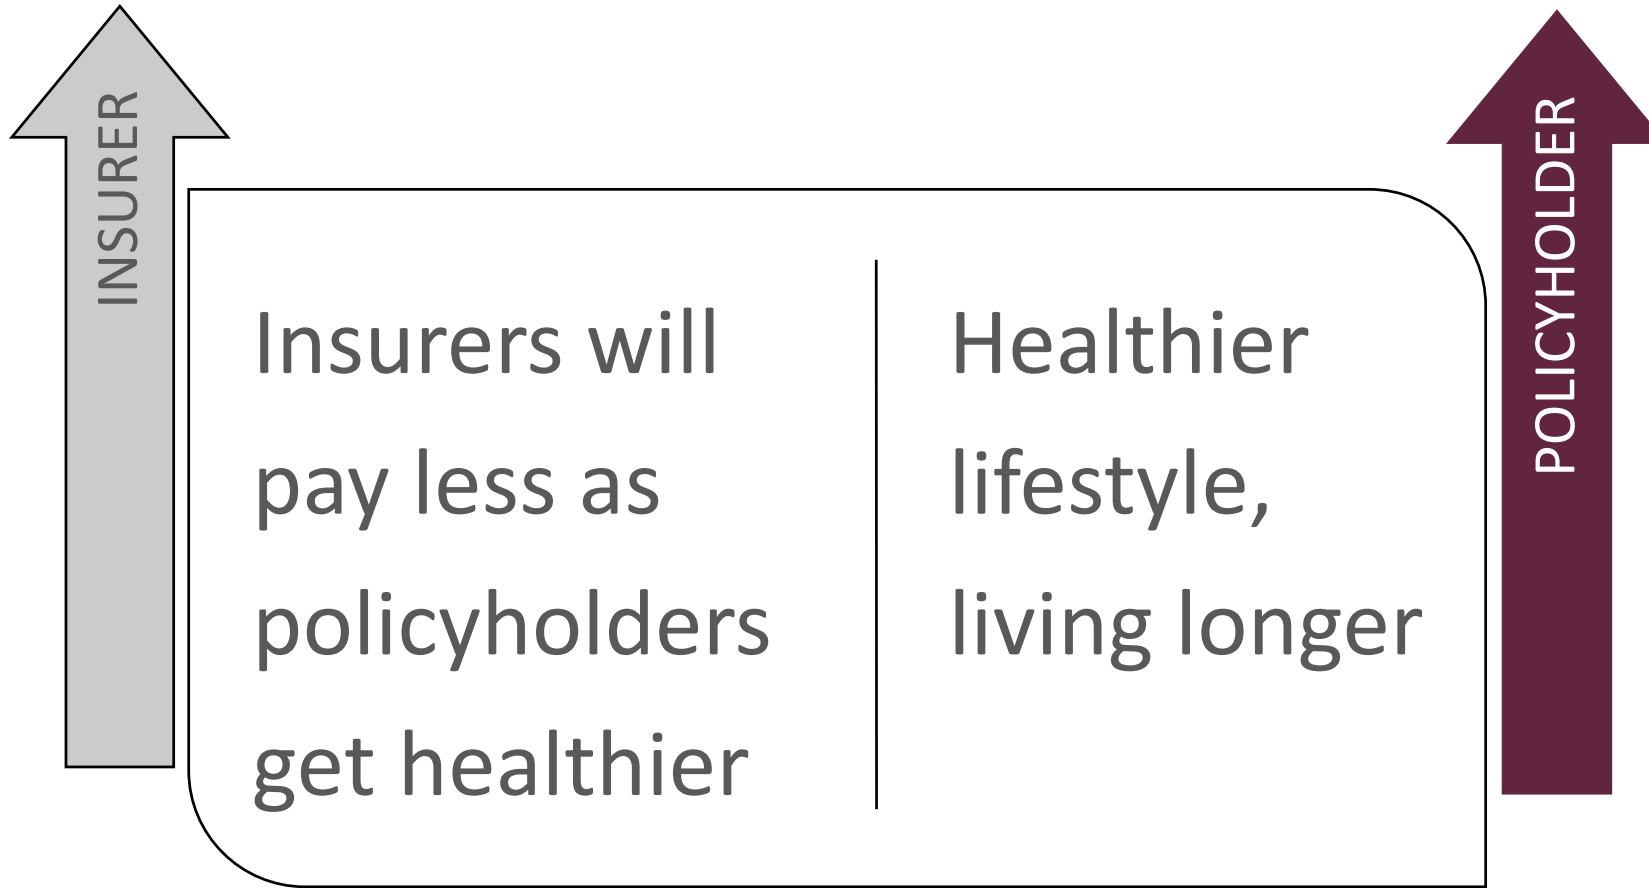 INSURER
Insurers will
pay less as
policyholders
get healthier
Healthier
lifestyle,
living longer
POLICYHOLDER